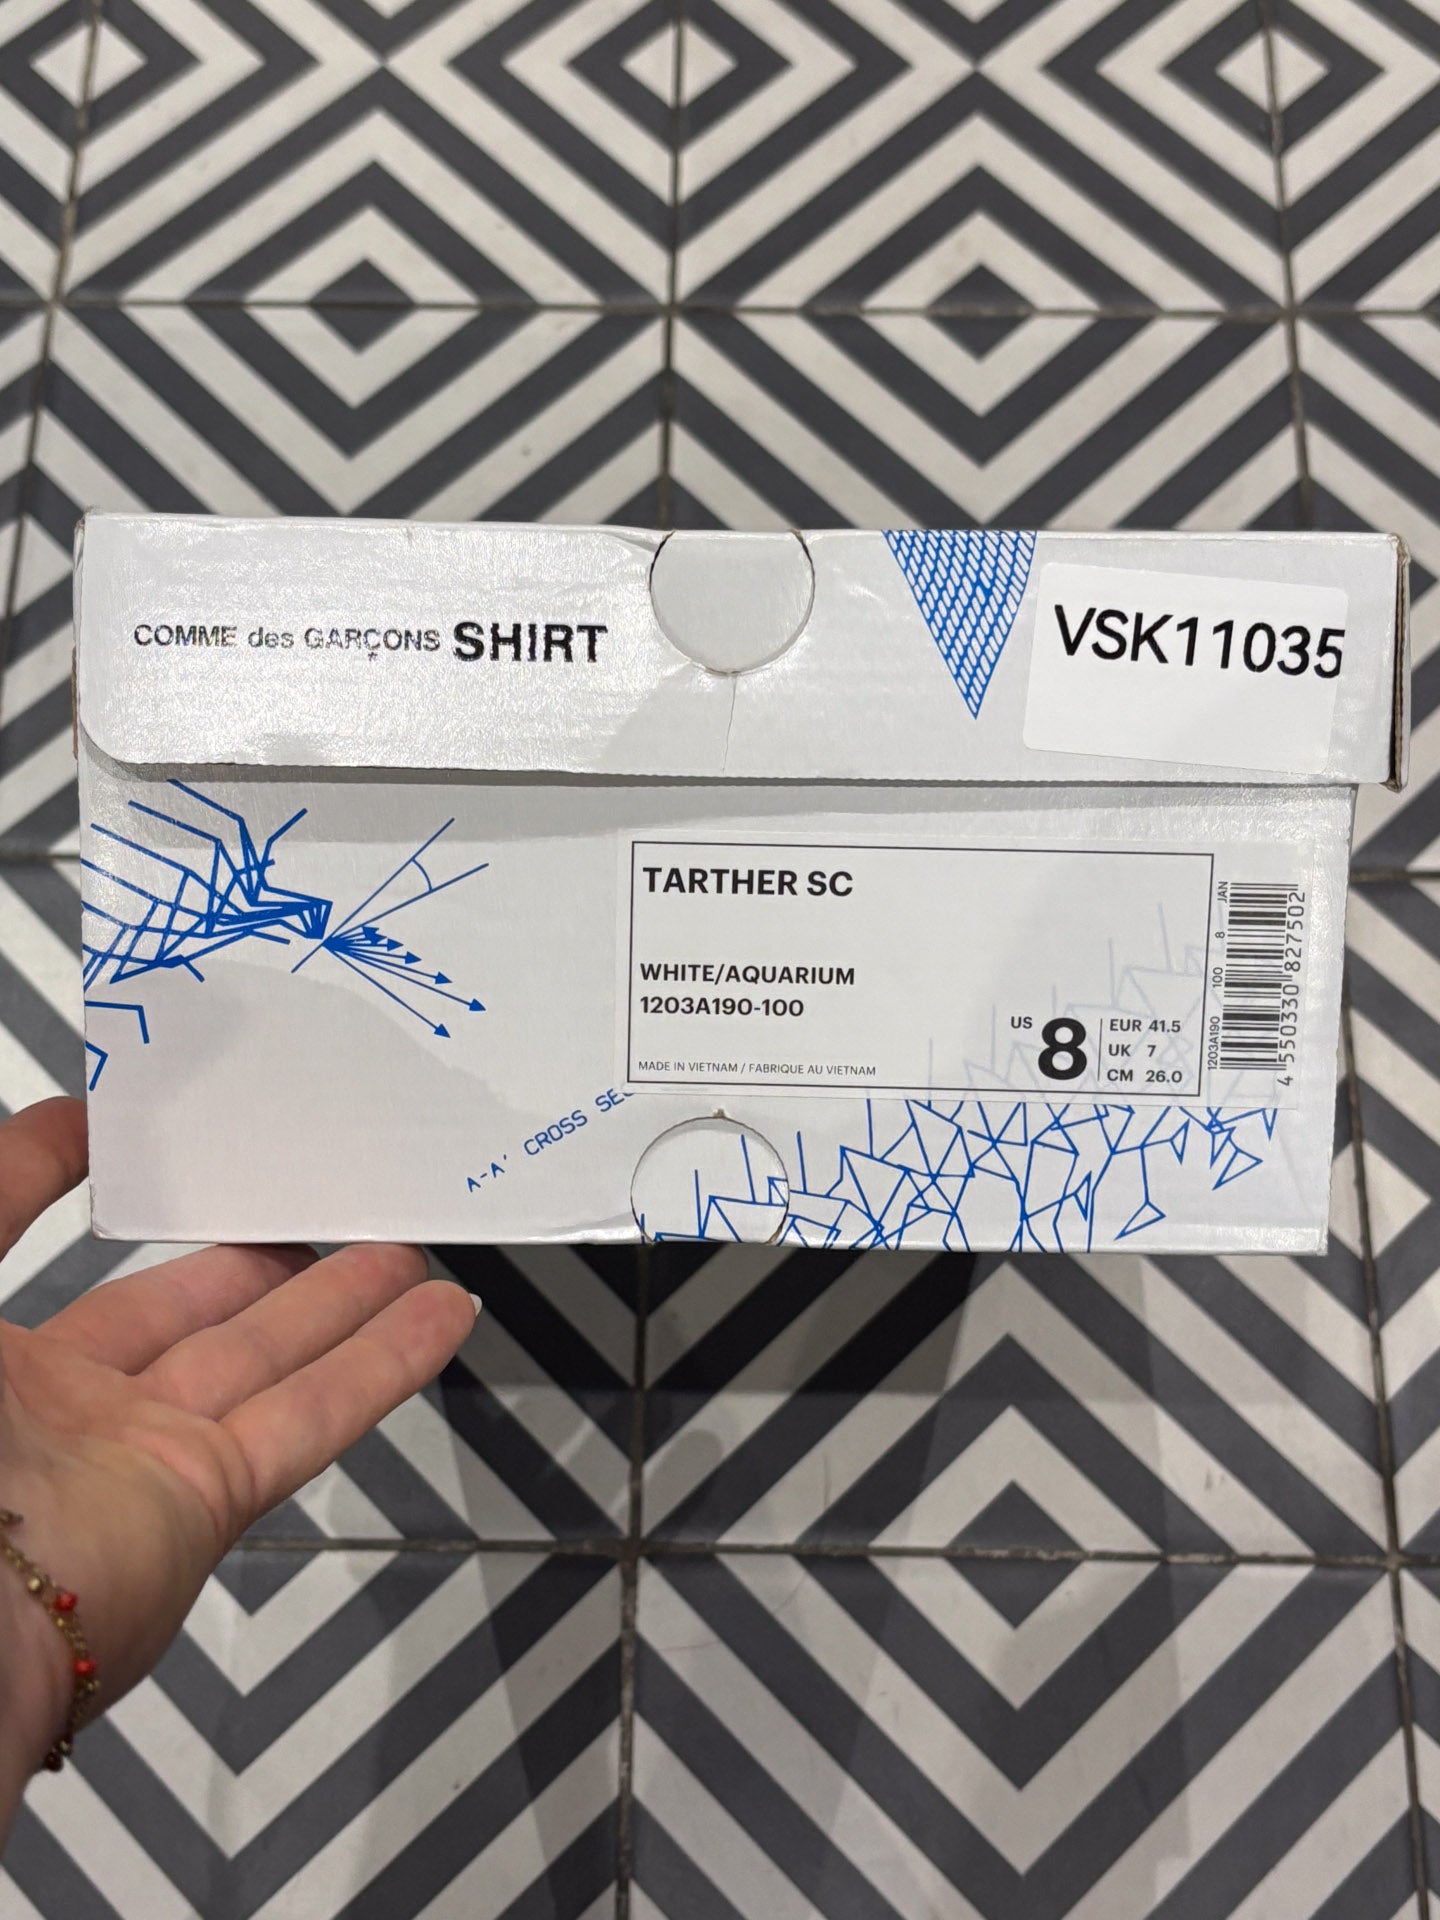 COMME des GARÇONS SHIRT
VSK11035
TARTHER SC
WHITE/AQUARIUM
1203A190-100
MADE IN VIETNAM / FABRIQUE AU VIETNAM
US 8
EUR 41.5
UK 7
CM 26.0
1203A190 100 8 JAN
4 550330 827502
A-A' CROSS